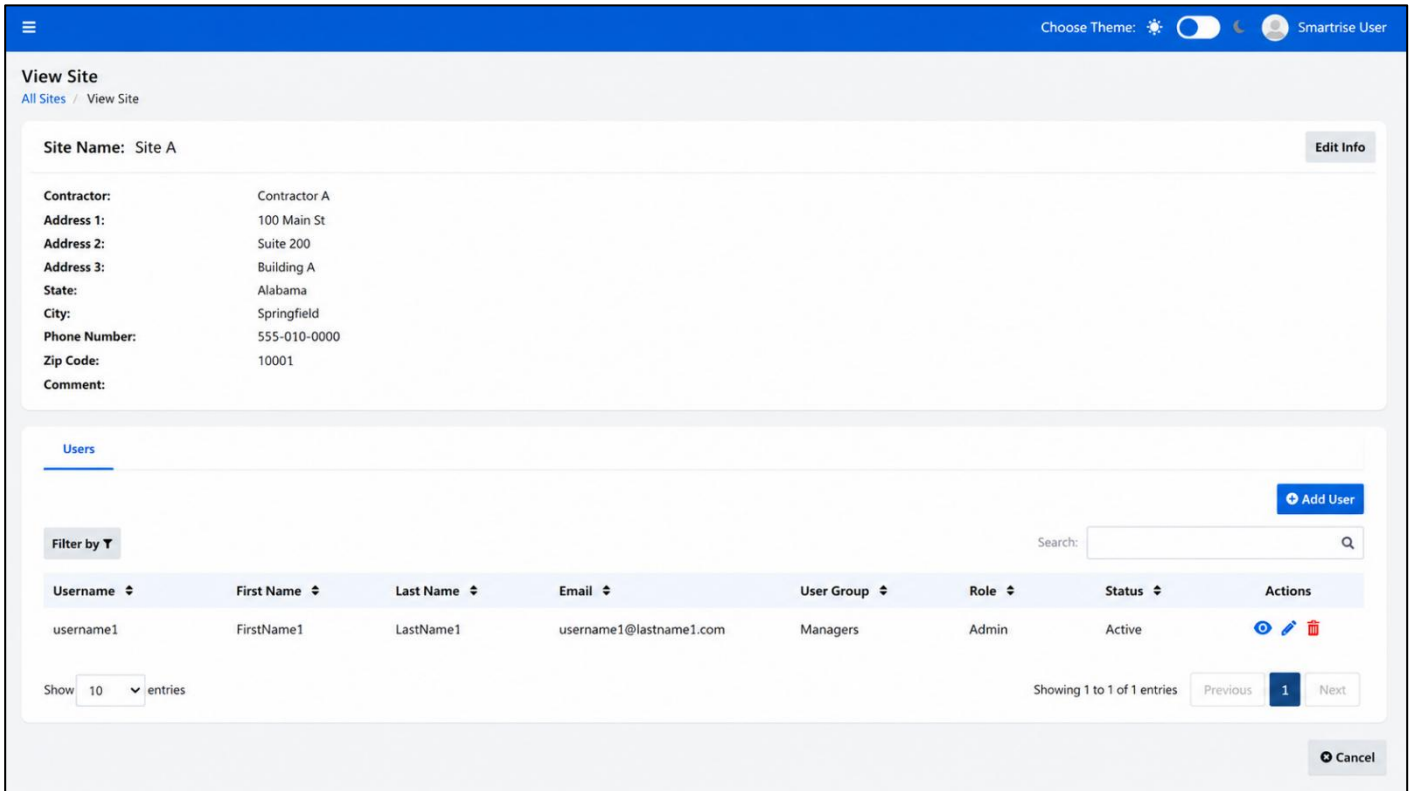 Choose Theme: Smartrise User
View Site
All Sites / View Site
Site Name: Site A Edit Info
Contractor: Contractor A
Address 1: 100 Main St
Address 2: Suite 200
Address 3: Building A
State: Alabama
City: Springfield
Phone Number: 555-010-0000
Zip Code: 10001
Comment:
Users
Add User
Filter by Search:
Username First Name Last Name Email User Group Role Status Actions
username1 FirstName1 LastName1 username1@lastname1.com Managers Admin Active
Show 10 entries Showing 1 to 1 of 1 entries Previous 1 Next
Cancel